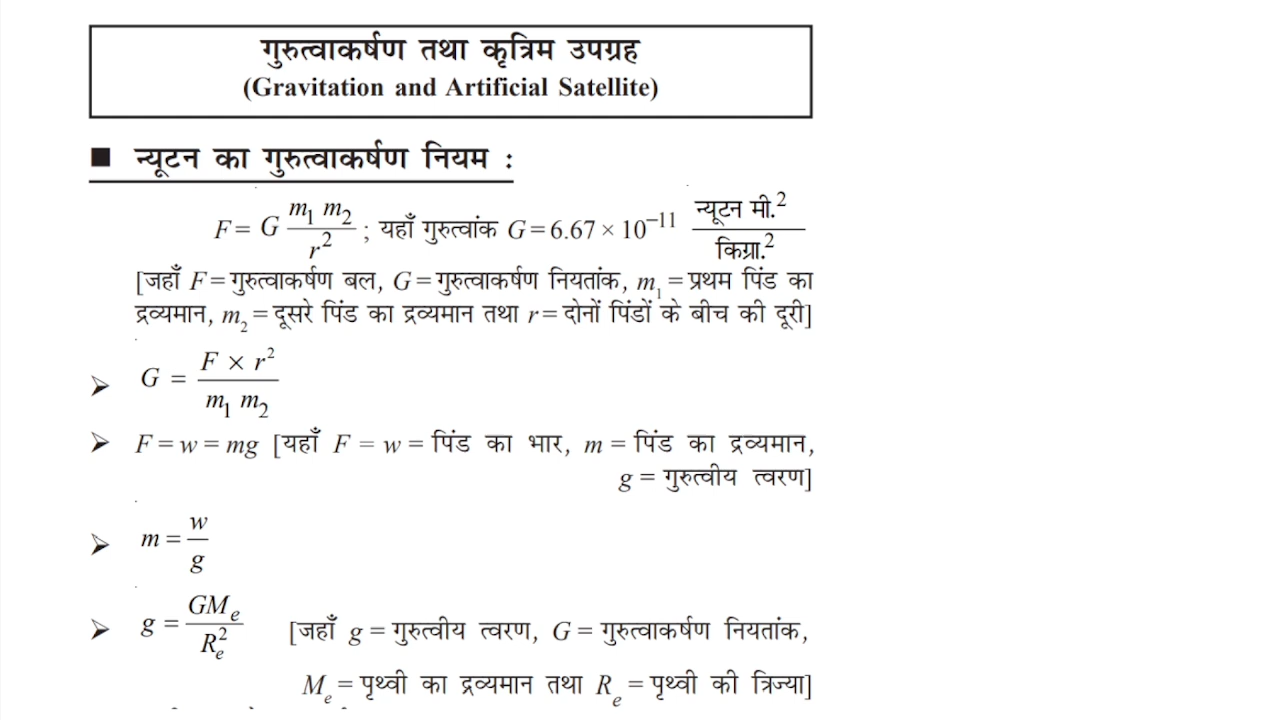 गुरुत्वाकर्षण तथा कृत्रिम उपग्रह
(Gravitation and Artificial Satellite)
■ न्यूटन का गुरुत्वाकर्षण नियम :
F = G m₁ m₂ / r² ; यहाँ गुरुत्वांक G = 6.67 × 10⁻¹¹ न्यूटन मी.² / किग्रा.²
[जहाँ F = गुरुत्वाकर्षण बल, G = गुरुत्वाकर्षण नियतांक, m₁ = प्रथम पिंड का
द्रव्यमान, m₂ = दूसरे पिंड का द्रव्यमान तथा r = दोनों पिंडों के बीच की दूरी]
➢ G = F × r² / m₁ m₂
➢ F = w = mg [यहाँ F = w = पिंड का भार, m = पिंड का द्रव्यमान,
g = गुरुत्वीय त्वरण]
➢ m = w / g
➢ g = GMₑ / Rₑ² [जहाँ g = गुरुत्वीय त्वरण, G = गुरुत्वाकर्षण नियतांक,
Mₑ = पृथ्वी का द्रव्यमान तथा Rₑ = पृथ्वी की त्रिज्या]